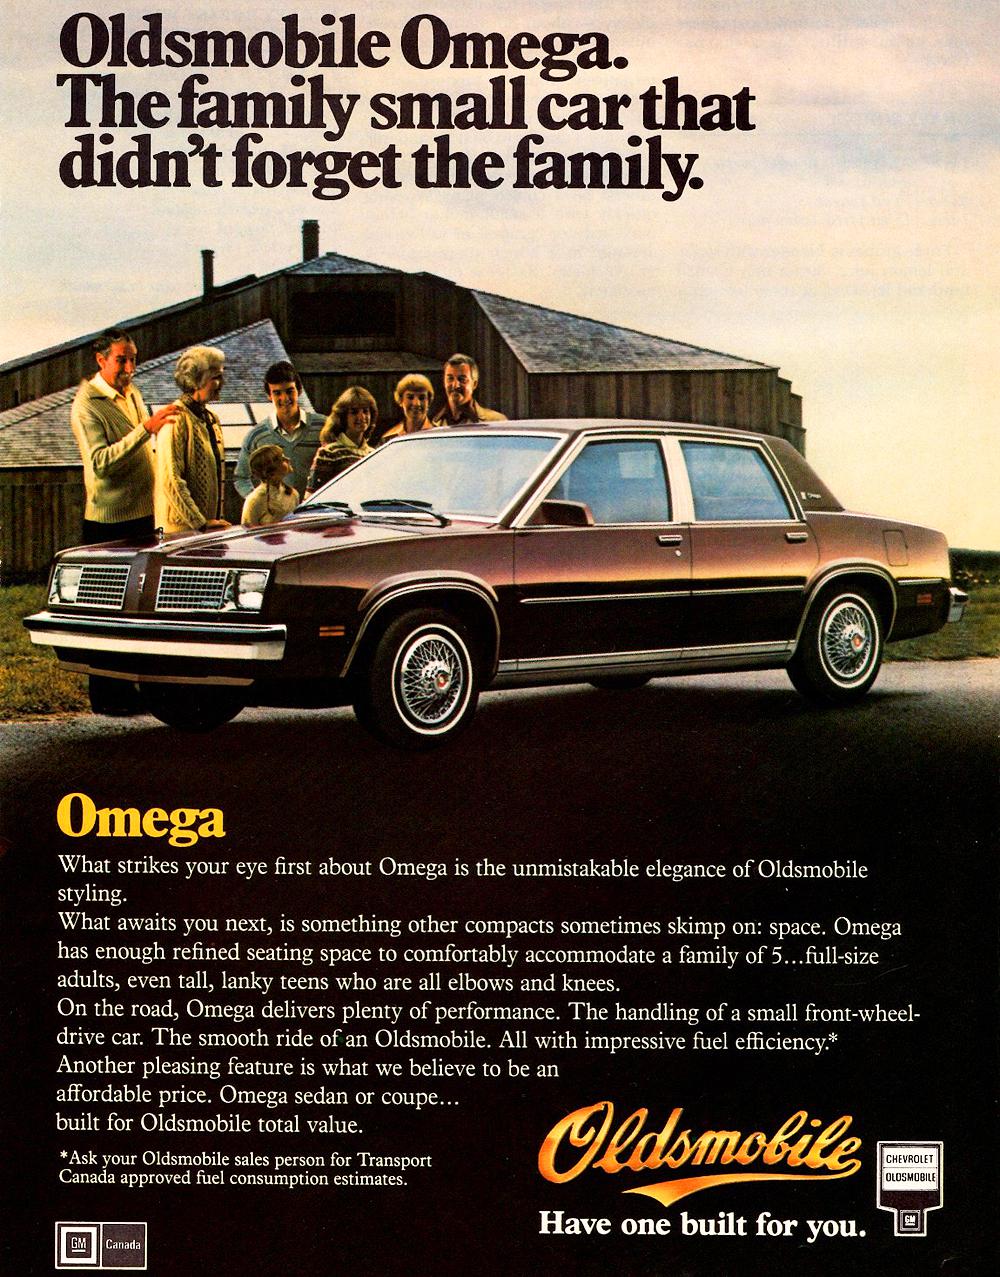 Oldsmobile Omega.
The family small car that
didn't forget the family.
Omega
What strikes your eye first about Omega is the unmistakable elegance of Oldsmobile
styling.
What awaits you next, is something other compacts sometimes skimp on: space. Omega
has enough refined seating space to comfortably accommodate a family of 5...full-size
adults, even tall, lanky teens who are all elbows and knees.
On the road, Omega delivers plenty of performance. The handling of a small front-wheel-
drive car. The smooth ride of an Oldsmobile. All with impressive fuel efficiency.*
Another pleasing feature is what we believe to be an
affordable price. Omega sedan or coupe...
built for Oldsmobile total value.
*Ask your Oldsmobile sales person for Transport
Canada approved fuel consumption estimates.
Oldsmobile
Have one built for you.
CHEVROLET
OLDSMOBILE
GM
GM Canada